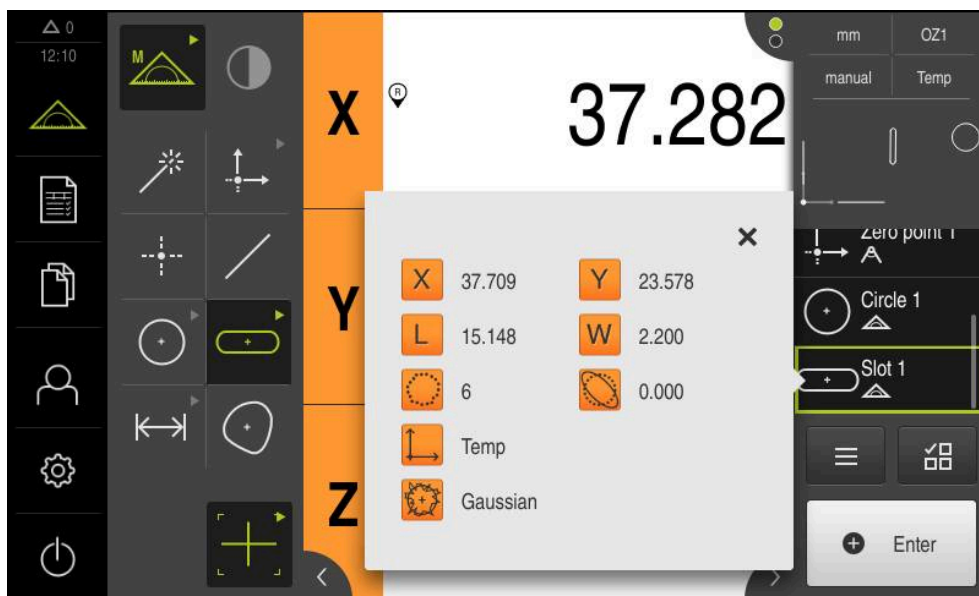 0
12:10
M
X
R
37.282
mm
OZ1
manual
Temp
Zero point 1
Circle 1
Slot 1
X 37.709 Y 23.578
L 15.148 W 2.200
6 0.000
Temp
Gaussian
Y
Z
Enter